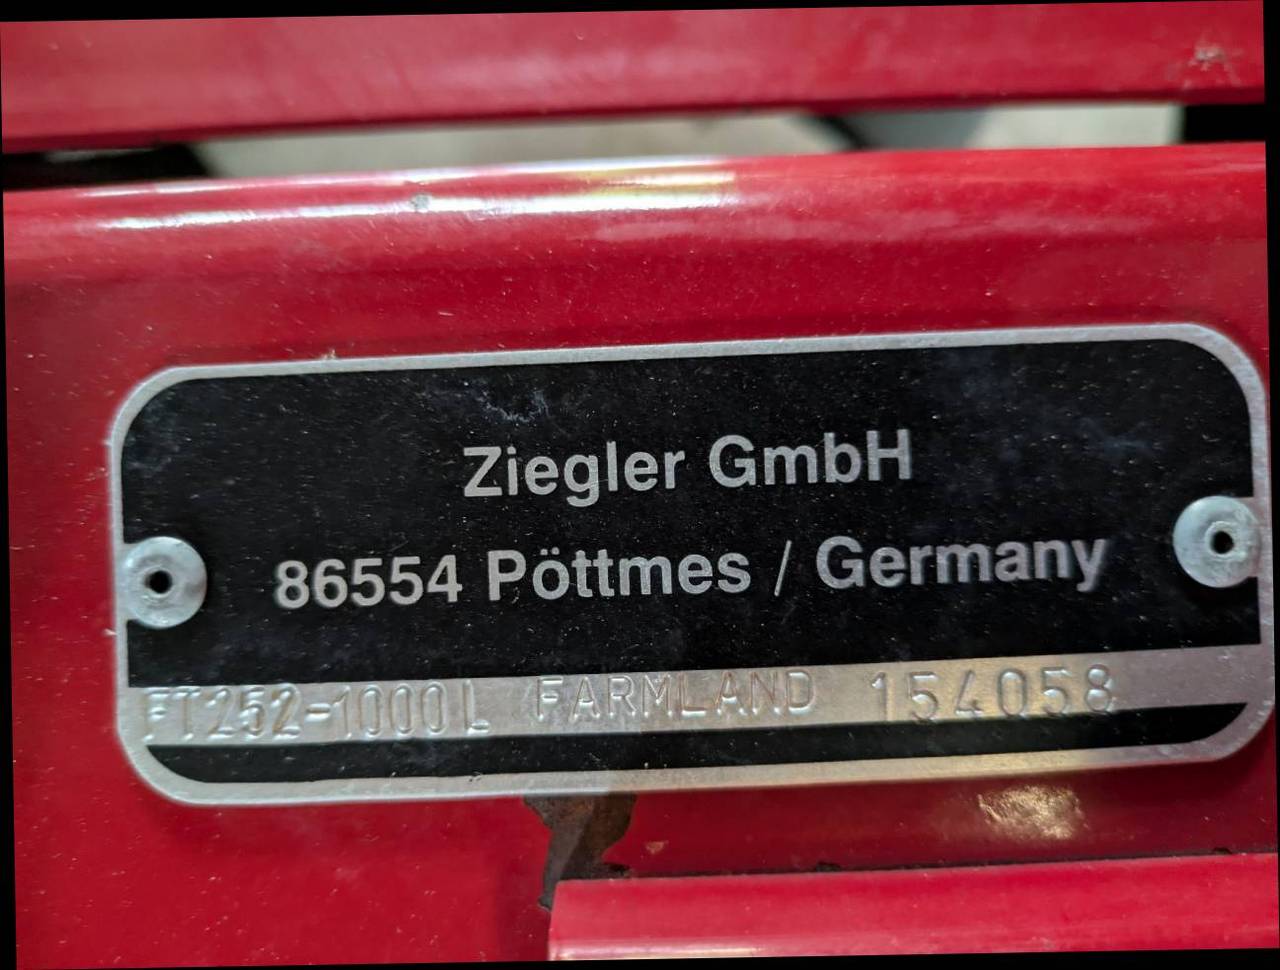 Ziegler GmbH
86554 Pöttmes / Germany
FT252-1000L FARMLAND 154058